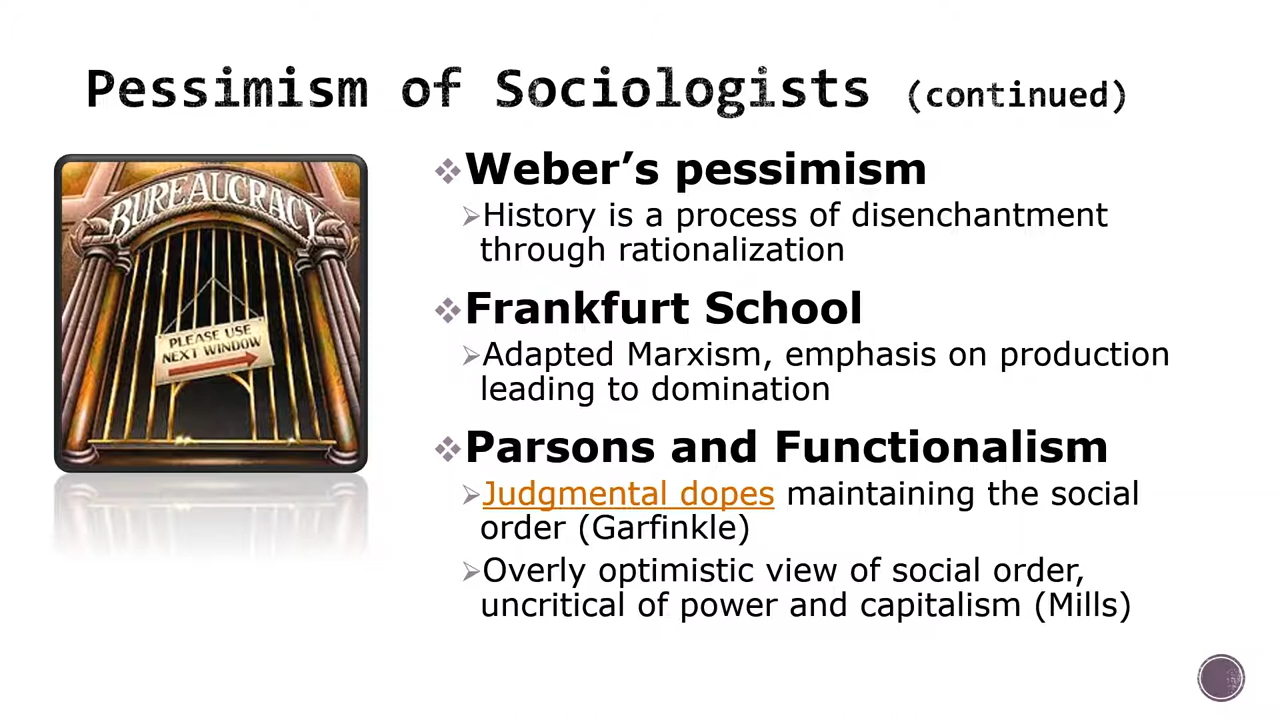 Pessimism of Sociologists (continued)
BUREAUCRACY
PLEASE USE
NEXT WINDOW
Weber’s pessimism
History is a process of disenchantment
through rationalization
Frankfurt School
Adapted Marxism, emphasis on production
leading to domination
Parsons and Functionalism
Judgmental dopes maintaining the social
order (Garfinkle)
Overly optimistic view of social order,
uncritical of power and capitalism (Mills)